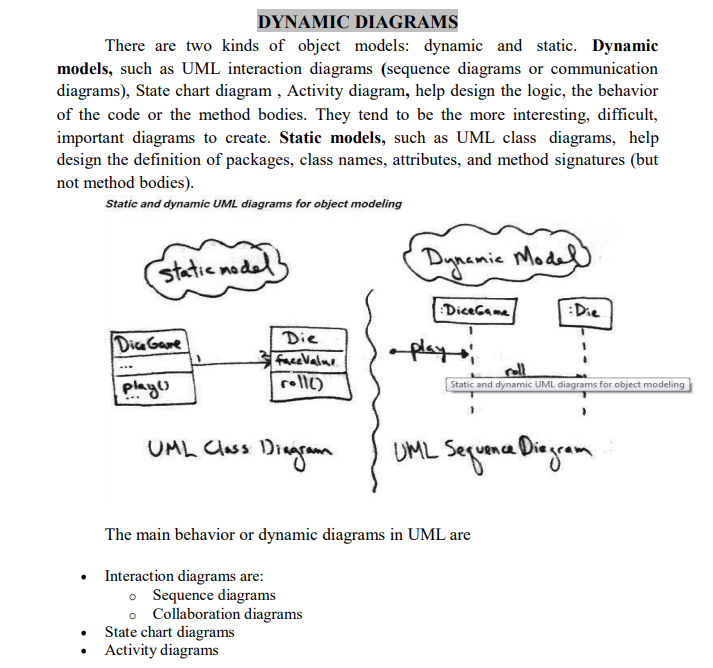 DYNAMIC DIAGRAMS
There are two kinds of object models: dynamic and static. Dynamic
models, such as UML interaction diagrams (sequence diagrams or communication
diagrams), State chart diagram , Activity diagram, help design the logic, the behavior
of the code or the method bodies. They tend to be the more interesting, difficult,
important diagrams to create. Static models, such as UML class diagrams, help
design the definition of packages, class names, attributes, and method signatures (but
not method bodies).
Static and dynamic UML diagrams for object modeling
Static model
Dynamic Model
:DiceGame
:Die
DiceGame
...
play()
...
1
2
Die
faceValue
roll()
play
roll
Static and dynamic UML diagrams for object modeling
UML Class Diagram
UML Sequence Diagram
The main behavior or dynamic diagrams in UML are
• Interaction diagrams are:
o Sequence diagrams
o Collaboration diagrams
• State chart diagrams
• Activity diagrams